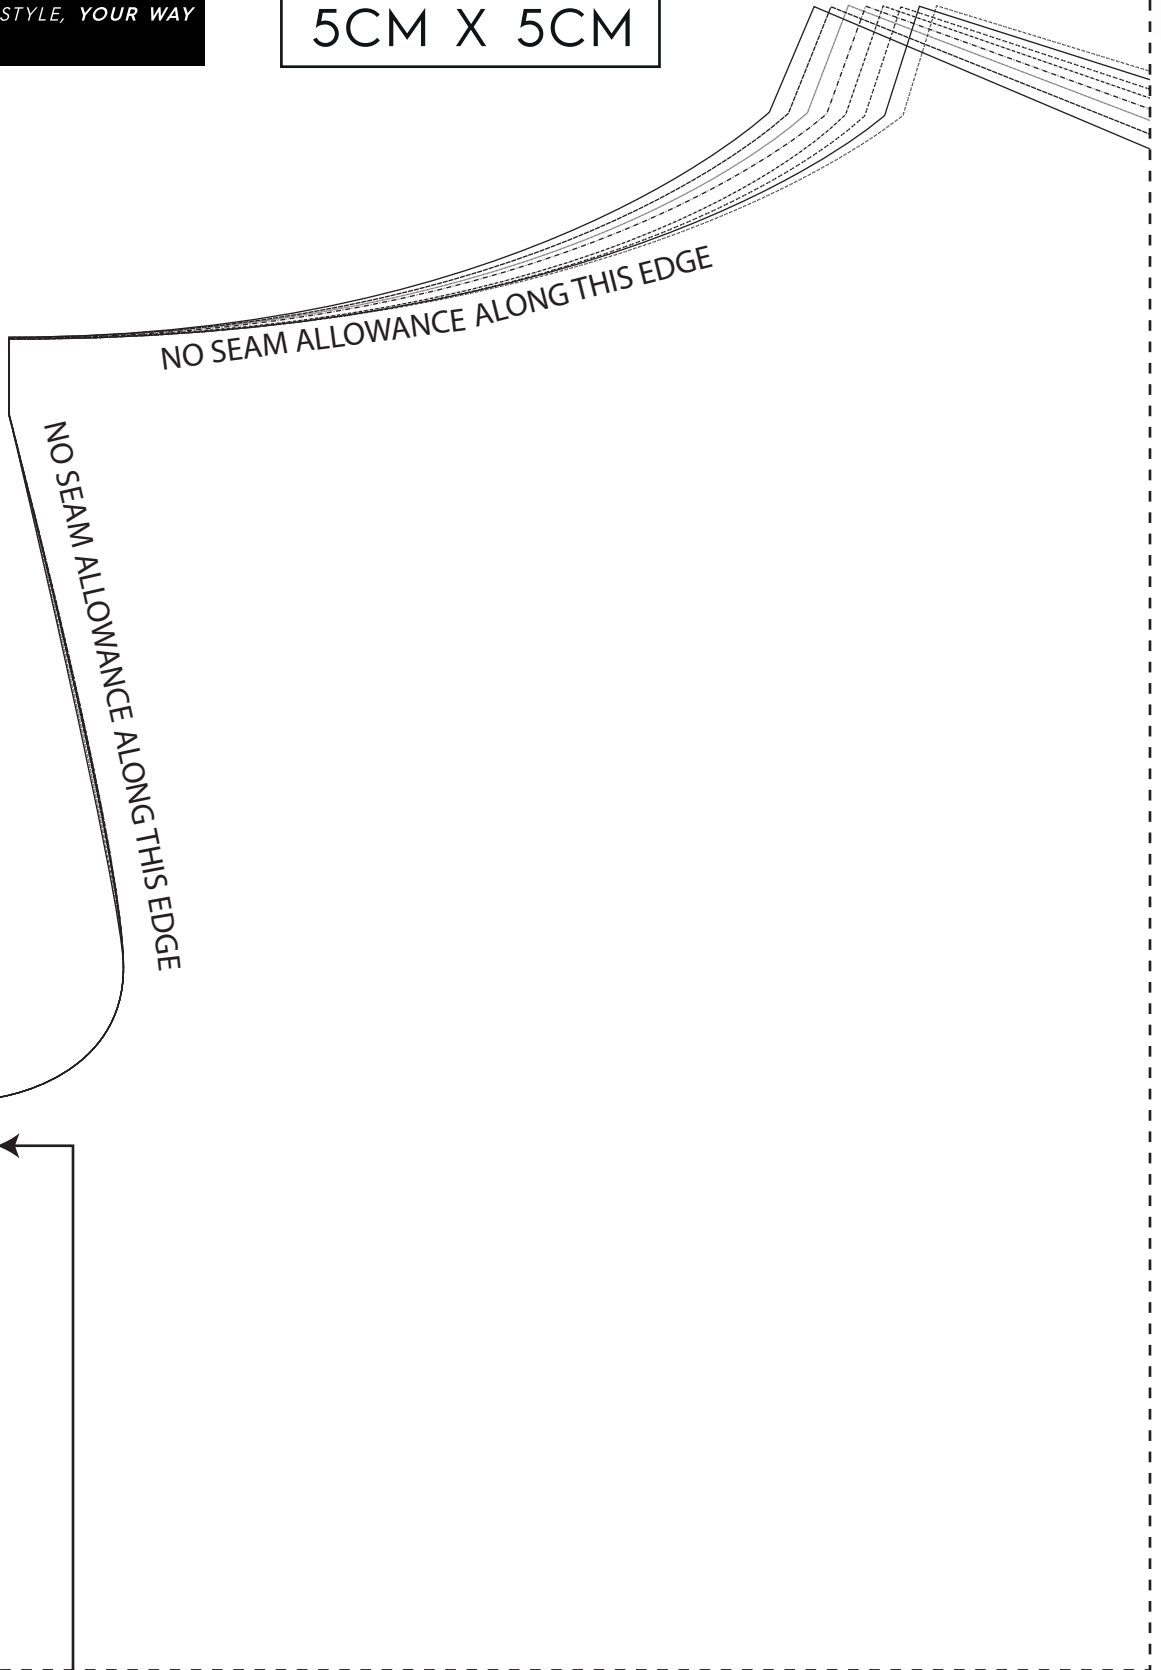 STYLE, YOUR WAY
5CM X 5CM
NO SEAM ALLOWANCE ALONG THIS EDGE
NO SEAM ALLOWANCE ALONG THIS EDGE